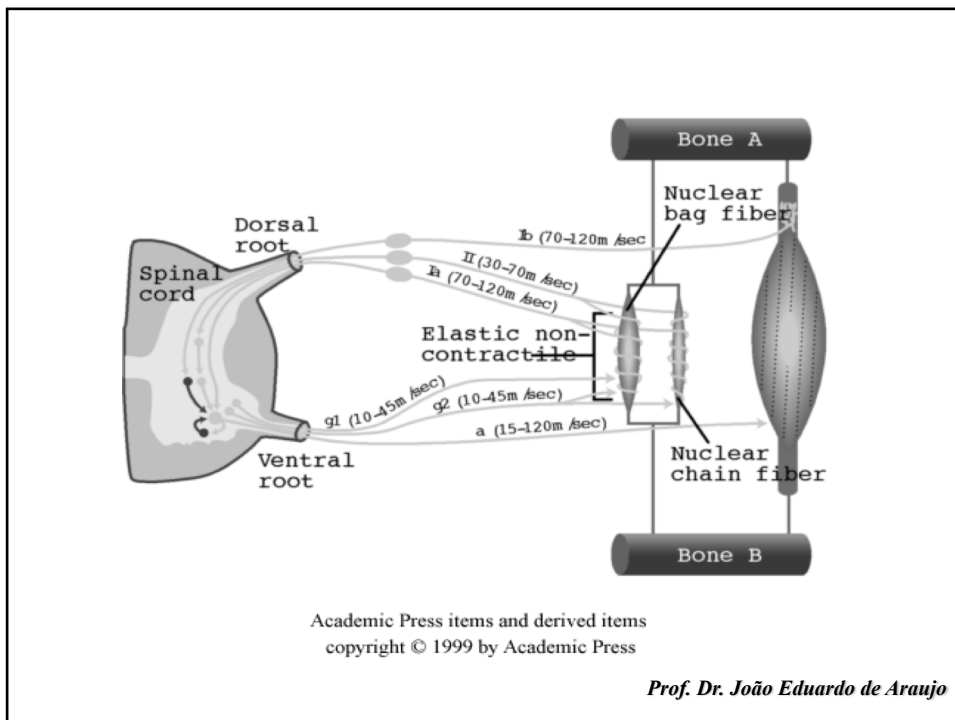 Bone A
Nuclear
bag fiber
Dorsal
root
Ib (70-120m/sec
II (30-70m/sec)
Ia (70-120m/sec)
Spinal
cord
Elastic non-
contractile
g1 (10-45m/sec)
g2 (10-45m/sec)
a (15-120m/sec)
Ventral
root
Nuclear
chain fiber
Bone B
Academic Press items and derived items
copyright © 1999 by Academic Press
Prof. Dr. João Eduardo de Araujo